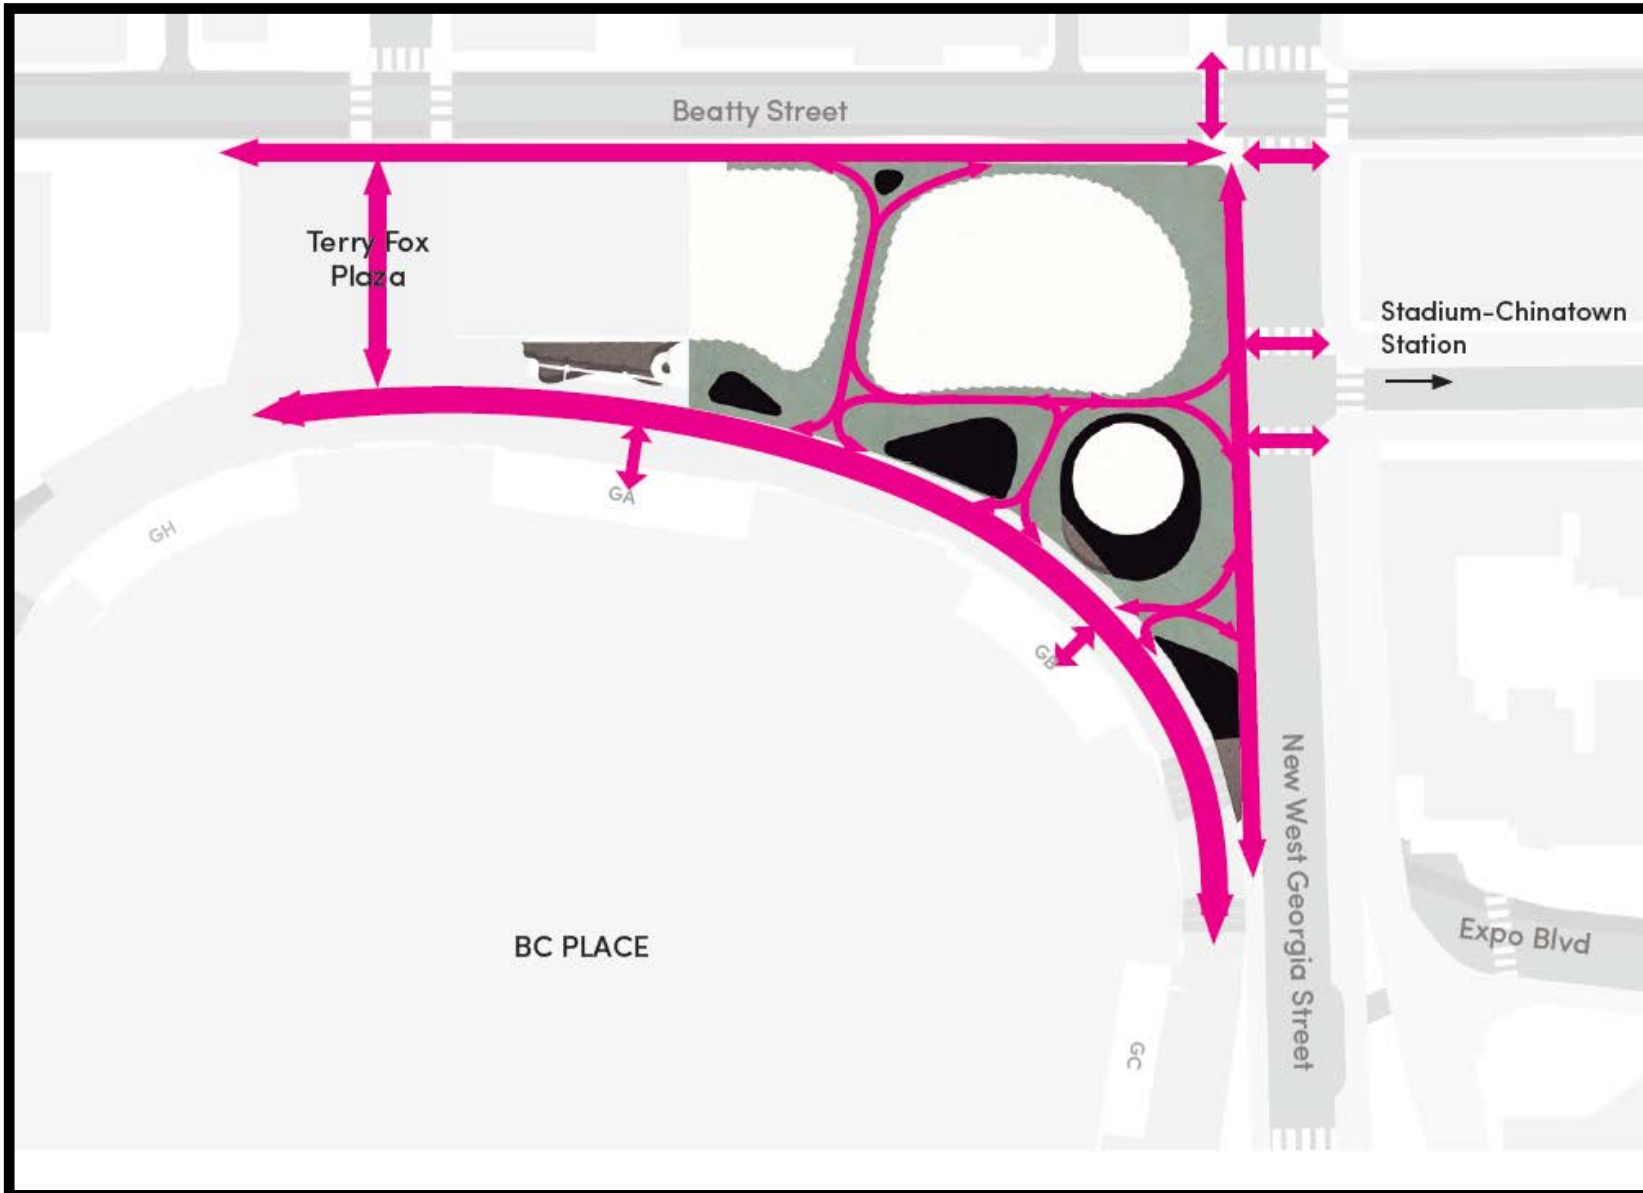 Beatty Street
Terry Fox
Plaza
Stadium-Chinatown
Station
GA
GH
GB
New West Georgia Street
Expo Blvd
BC PLACE
GC